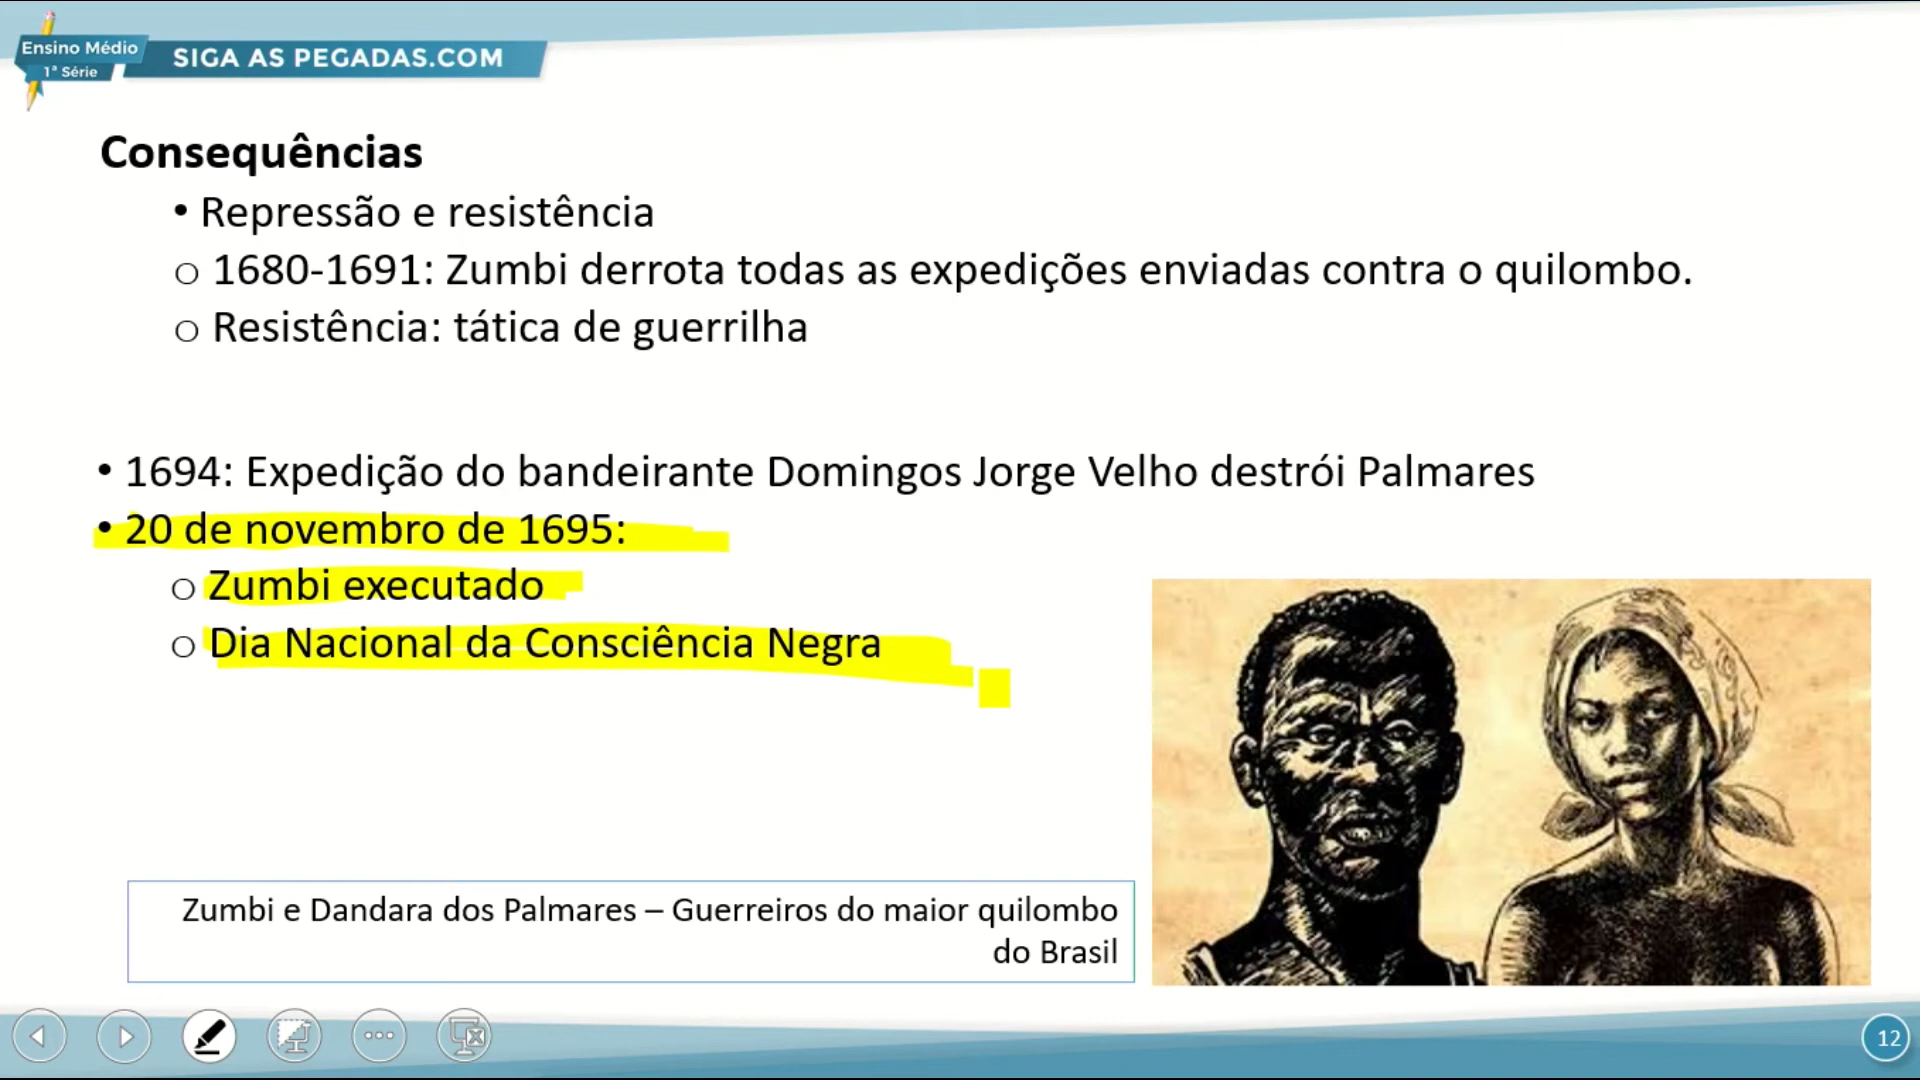 Ensino Médio
1ª Série
SIGA AS PEGADAS.COM
Consequências
• Repressão e resistência
o 1680-1691: Zumbi derrota todas as expedições enviadas contra o quilombo.
o Resistência: tática de guerrilha
• 1694: Expedição do bandeirante Domingos Jorge Velho destrói Palmares
• 20 de novembro de 1695:
o Zumbi executado
o Dia Nacional da Consciência Negra
Zumbi e Dandara dos Palmares – Guerreiros do maior quilombo
do Brasil
12